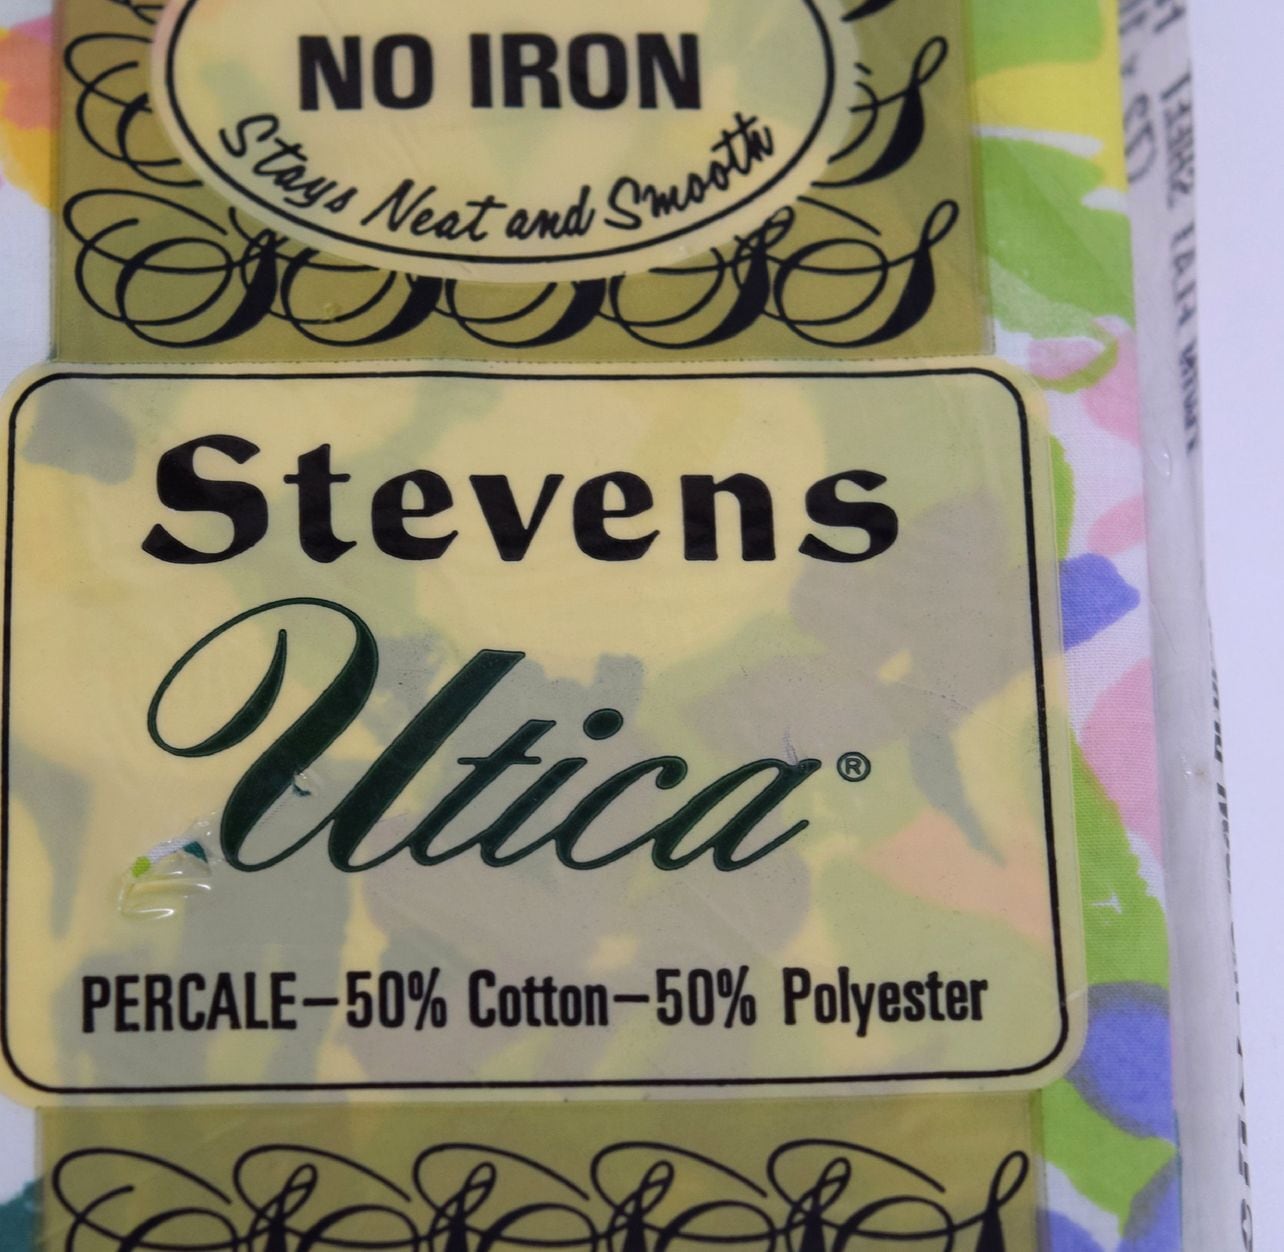 NO IRON
Stays Neat and Smooth
Stevens
Utica®
PERCALE–50% Cotton–50% Polyester